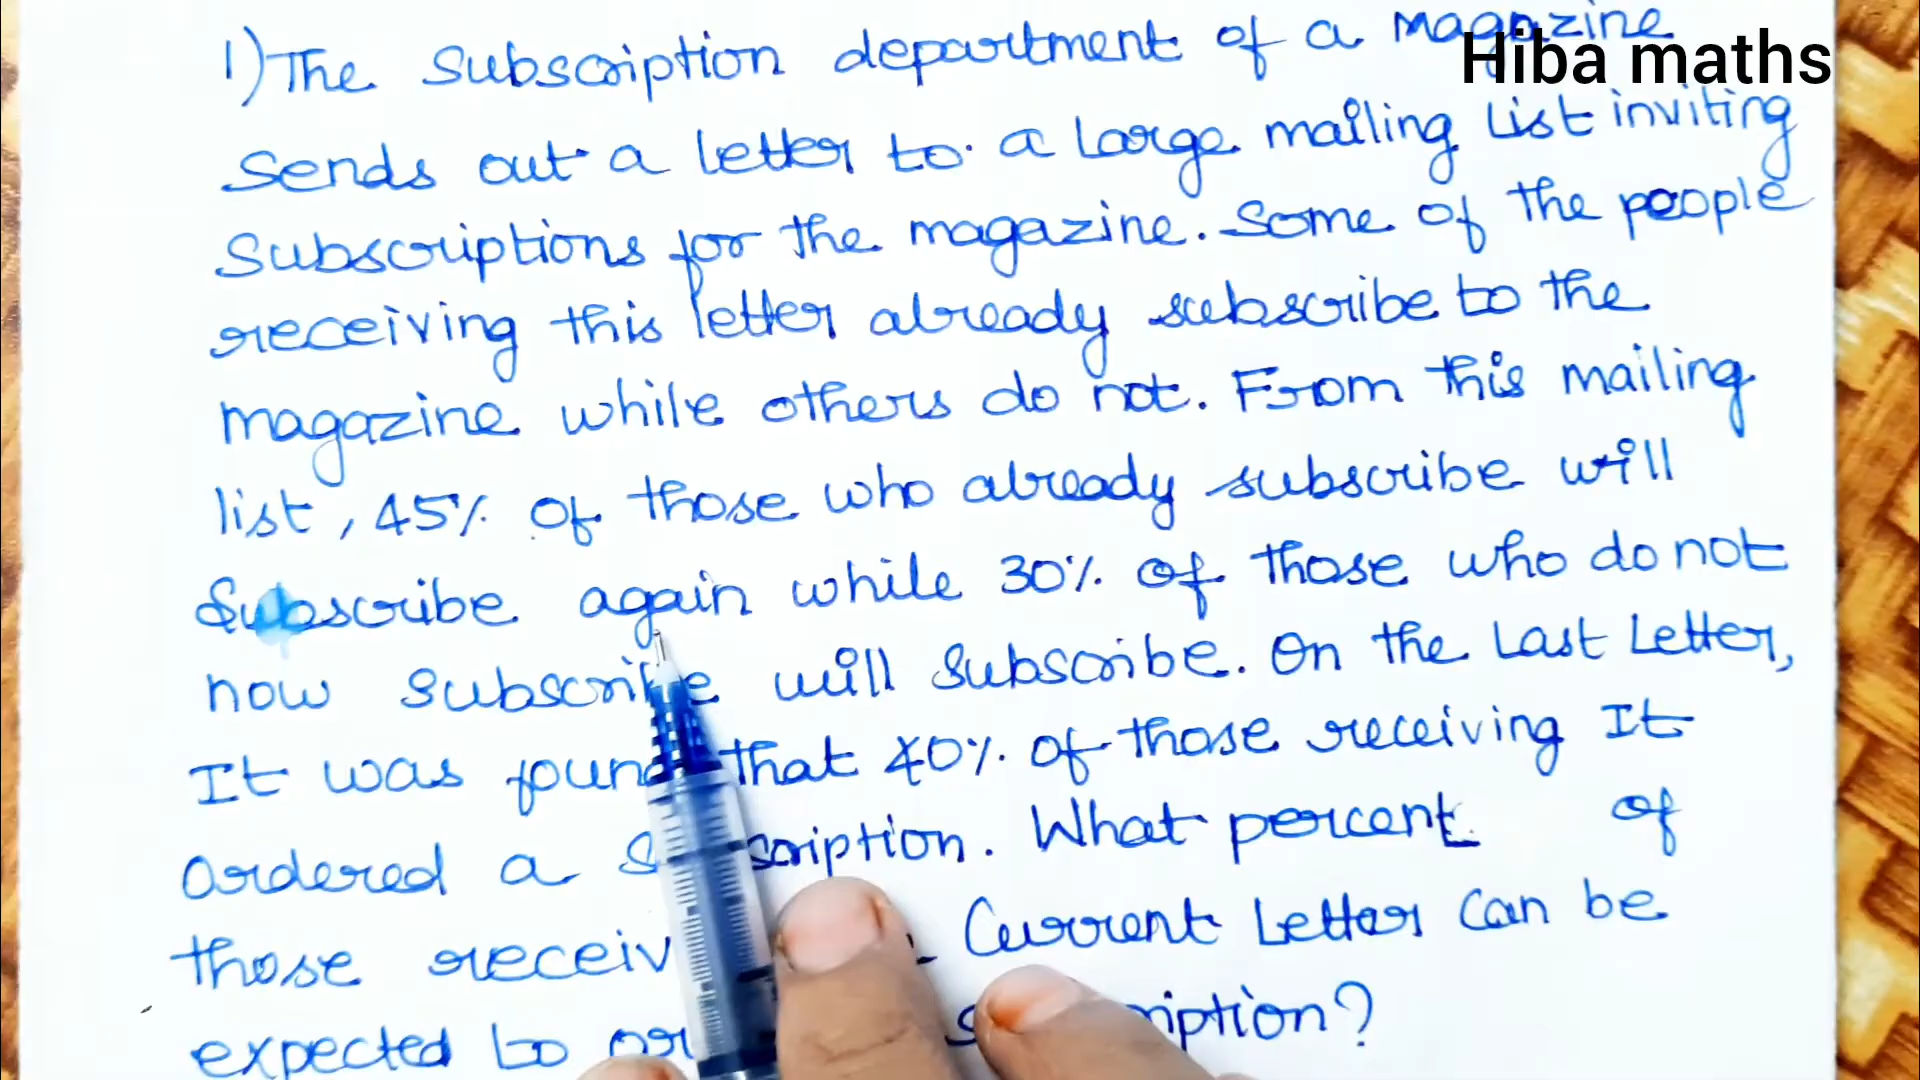 Hiba maths
1) The Subscription department of a magazine
Sends out a letter to a large mailing list inviting
Subscriptions for the magazine. Some of the people
receiving this letter already subscribe to the
magazine while others do not. From this mailing
list, 45% of those who already subscribe will
Subscribe again while 30% of those who do not
now subscribe will subscribe. On the Last Letter,
It was found that 40% of those receiving It
Ordered a . What percent of
those Current Letter can be
expected to